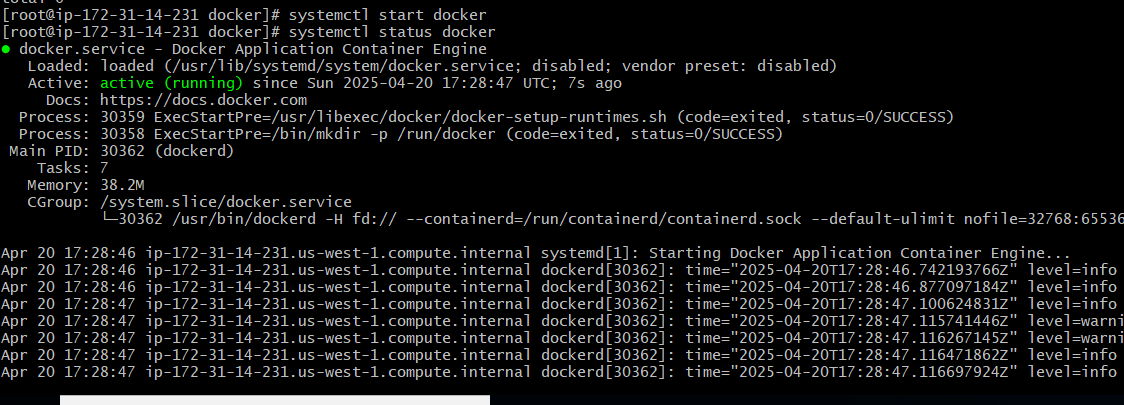 total 0
[root@ip-172-31-14-231 docker]# systemctl start docker
[root@ip-172-31-14-231 docker]# systemctl status docker
● docker.service - Docker Application Container Engine
   Loaded: loaded (/usr/lib/systemd/system/docker.service; disabled; vendor preset: disabled)
   Active: active (running) since Sun 2025-04-20 17:28:47 UTC; 7s ago
     Docs: https://docs.docker.com
  Process: 30359 ExecStartPre=/usr/libexec/docker/docker-setup-runtimes.sh (code=exited, status=0/SUCCESS)
  Process: 30358 ExecStartPre=/bin/mkdir -p /run/docker (code=exited, status=0/SUCCESS)
 Main PID: 30362 (dockerd)
    Tasks: 7
   Memory: 38.2M
   CGroup: /system.slice/docker.service
           └─30362 /usr/bin/dockerd -H fd:// --containerd=/run/containerd/containerd.sock --default-ulimit nofile=32768:65536
Apr 20 17:28:46 ip-172-31-14-231.us-west-1.compute.internal systemd[1]: Starting Docker Application Container Engine...
Apr 20 17:28:46 ip-172-31-14-231.us-west-1.compute.internal dockerd[30362]: time="2025-04-20T17:28:46.742193766Z" level=info
Apr 20 17:28:46 ip-172-31-14-231.us-west-1.compute.internal dockerd[30362]: time="2025-04-20T17:28:46.877097184Z" level=info
Apr 20 17:28:47 ip-172-31-14-231.us-west-1.compute.internal dockerd[30362]: time="2025-04-20T17:28:47.100624831Z" level=info
Apr 20 17:28:47 ip-172-31-14-231.us-west-1.compute.internal dockerd[30362]: time="2025-04-20T17:28:47.115741446Z" level=warni
Apr 20 17:28:47 ip-172-31-14-231.us-west-1.compute.internal dockerd[30362]: time="2025-04-20T17:28:47.116267145Z" level=warni
Apr 20 17:28:47 ip-172-31-14-231.us-west-1.compute.internal dockerd[30362]: time="2025-04-20T17:28:47.116471862Z" level=info
Apr 20 17:28:47 ip-172-31-14-231.us-west-1.compute.internal dockerd[30362]: time="2025-04-20T17:28:47.116697924Z" level=info